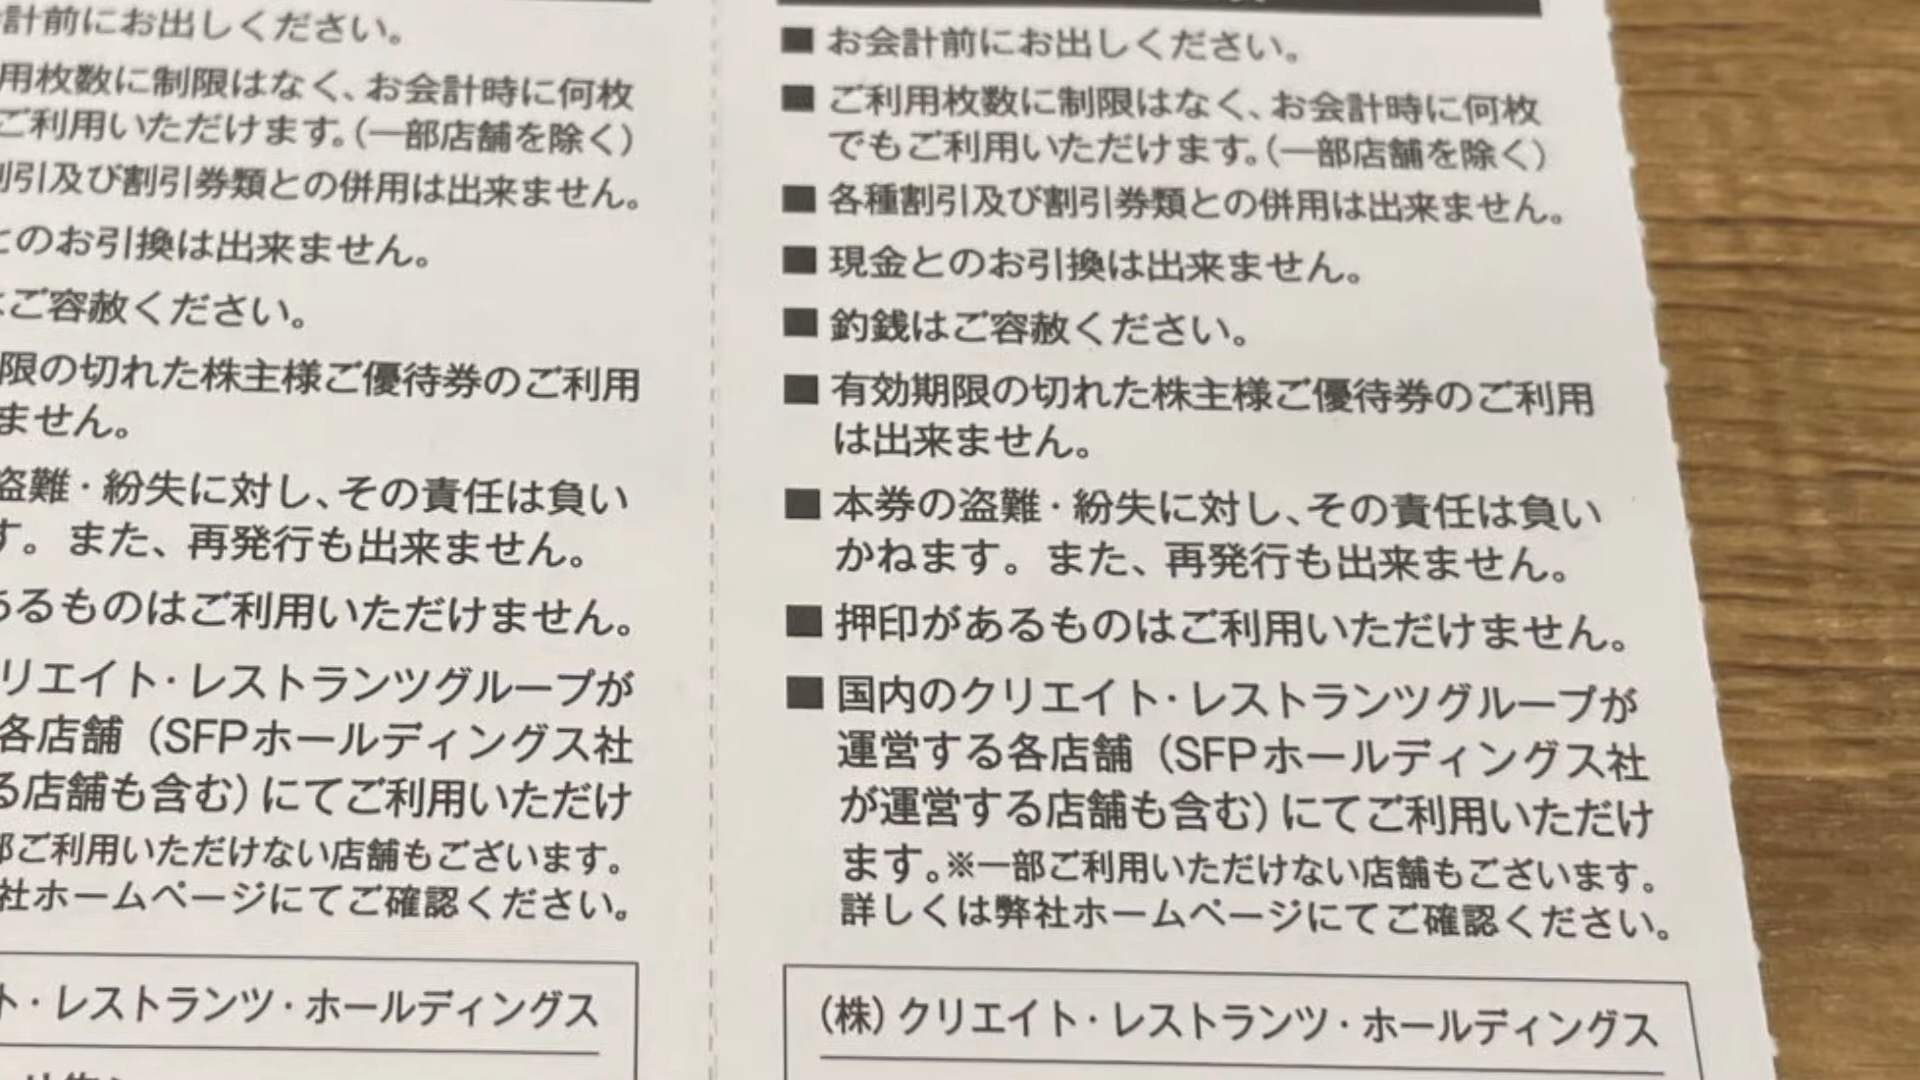 計前にお出しください。
用枚数に制限はなく、お会計時に何枚
ご利用いただけます。（一部店舗を除く）
割引及び割引券類との併用は出来ません。
とのお引換は出来ません。
はご容赦ください。
限の切れた株主様ご優待券のご利用
ません。
盗難・紛失に対し、その責任は負い
す。また、再発行も出来ません。
あるものはご利用いただけません。
リエイト・レストランツグループが
各店舗（SFPホールディングス社
る店舗も含む）にてご利用いただけ
部ご利用いただけない店舗もございます。
社ホームページにてご確認ください。
ト・レストランツ・ホールディングス
■ お会計前にお出しください。
■ ご利用枚数に制限はなく、お会計時に何枚
でもご利用いただけます。（一部店舗を除く）
■ 各種割引及び割引券類との併用は出来ません。
■ 現金とのお引換は出来ません。
■ 釣銭はご容赦ください。
■ 有効期限の切れた株主様ご優待券のご利用
は出来ません。
■ 本券の盗難・紛失に対し、その責任は負い
かねます。また、再発行も出来ません。
■ 押印があるものはご利用いただけません。
■ 国内のクリエイト・レストランツグループが
運営する各店舗（SFPホールディングス社
が運営する店舗も含む）にてご利用いただけ
ます。※一部ご利用いただけない店舗もございます。
詳しくは弊社ホームページにてご確認ください。
（株）クリエイト・レストランツ・ホールディングス